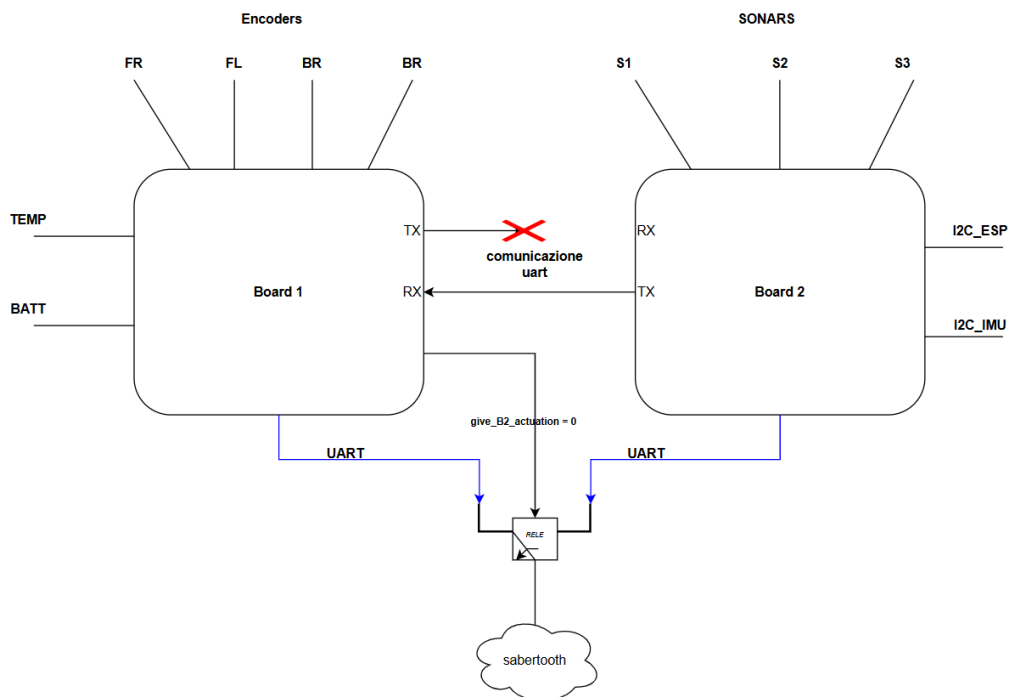 Encoders
SONARS
FR
FL
BR
BR
S1
S2
S3
TEMP
BATT
TX
RX
Board 1
comunicazione
uart
RX
TX
Board 2
I2C_ESP
I2C_IMU
give_B2_actuation = 0
UART
UART
RELE
sabertooth